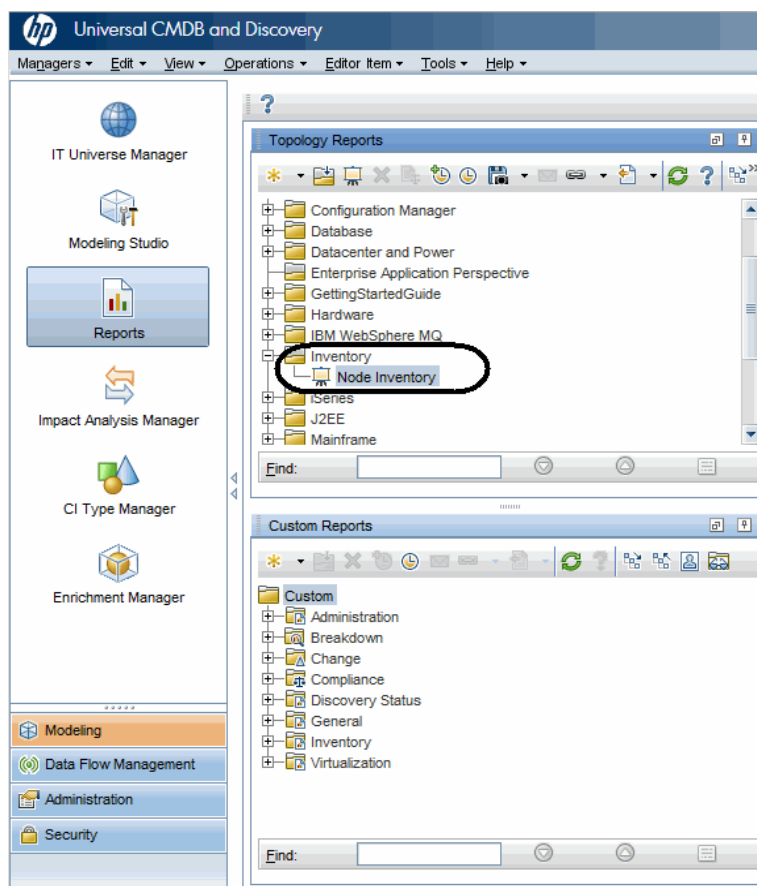 hp Universal CMDB and Discovery
Managers Edit View Operations Editor Item Tools Help
IT Universe Manager
Modeling Studio
Reports
Impact Analysis Manager
CI Type Manager
Enrichment Manager
Modeling
Data Flow Management
Administration
Security
?
Topology Reports
?
Configuration Manager
Database
Datacenter and Power
Enterprise Application Perspective
GettingStartedGuide
Hardware
IBM WebSphere MQ
Inventory
Node Inventory
iSeries
J2EE
Mainframe
Find:
Custom Reports
?
Custom
Administration
Breakdown
Change
Compliance
Discovery Status
General
Inventory
Virtualization
Find: